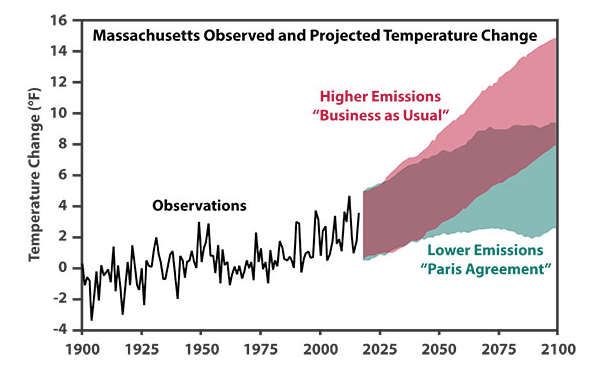 Massachusetts Observed and Projected Temperature Change
Temperature Change (°F)
16
14
12
10
8
6
4
2
0
-2
-4
Higher Emissions
“Business as Usual”
Observations
Lower Emissions
“Paris Agreement”
1900 1925 1950 1975 2000 2025 2050 2075 2100